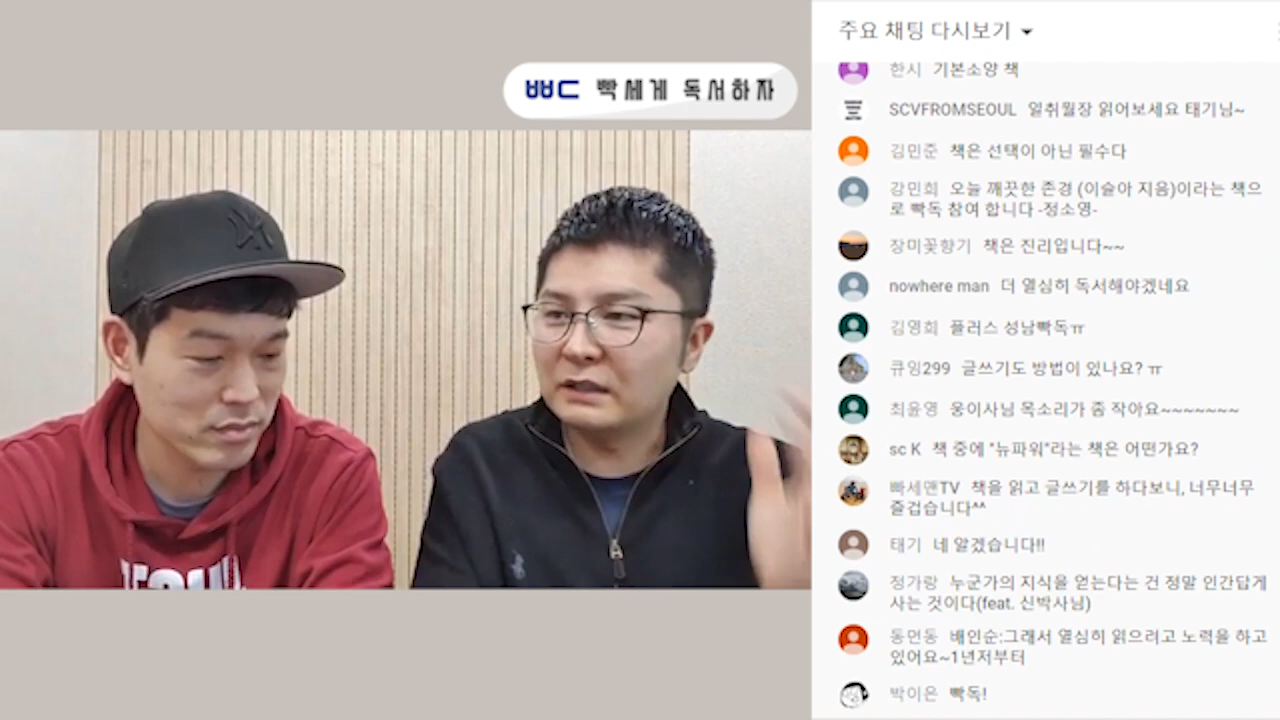 주요 채팅 다시보기
ㅃㄷ 빡세게 독서하자
한시 기본소양 책
SCVFROMSEOUL 일취월장 읽어보세요 태기님~
김민준 책은 선택이 아닌 필수다
강민희 오늘 깨끗한 존경 (이슬아 지음)이라는 책으
로 빡독 참여 합니다 -정소영-
장미꽃향기 책은 진리입니다~~
nowhere man 더 열심히 독서해야겠네요
김영희 플러스 성남빡독ㅠ
큐잉299 글쓰기도 방법이 있나요? ㅠ
최윤영 웅이사님 목소리가 좀 작아요~~~~~~~
sc K 책 중에 "뉴파워"라는 책은 어떤가요?
빠세맨TV 책을 읽고 글쓰기를 하다보니, 너무너무
즐겁습니다^^
태기 네 알겠습니다!!
정가랑 누군가의 지식을 얻는다는 건 정말 인간답게
사는 것이다(feat. 신박사님)
동면동 배인순:그래서 열심히 읽으려고 노력을 하고
있어요~1년저부터
박이은 빡독!